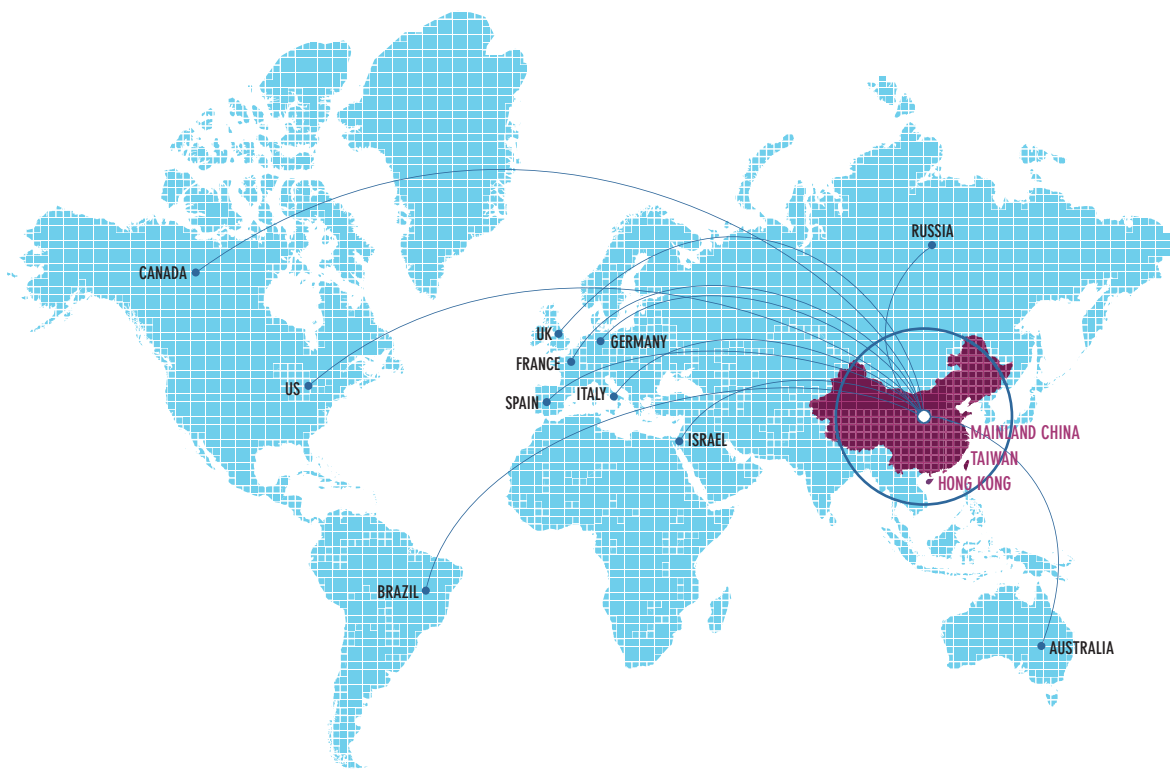 RUSSIA
CANADA
UK
GERMANY
FRANCE
US
ITALY
SPAIN
MAINLAND CHINA
ISRAEL
TAIWAN
HONG KONG
BRAZIL
AUSTRALIA